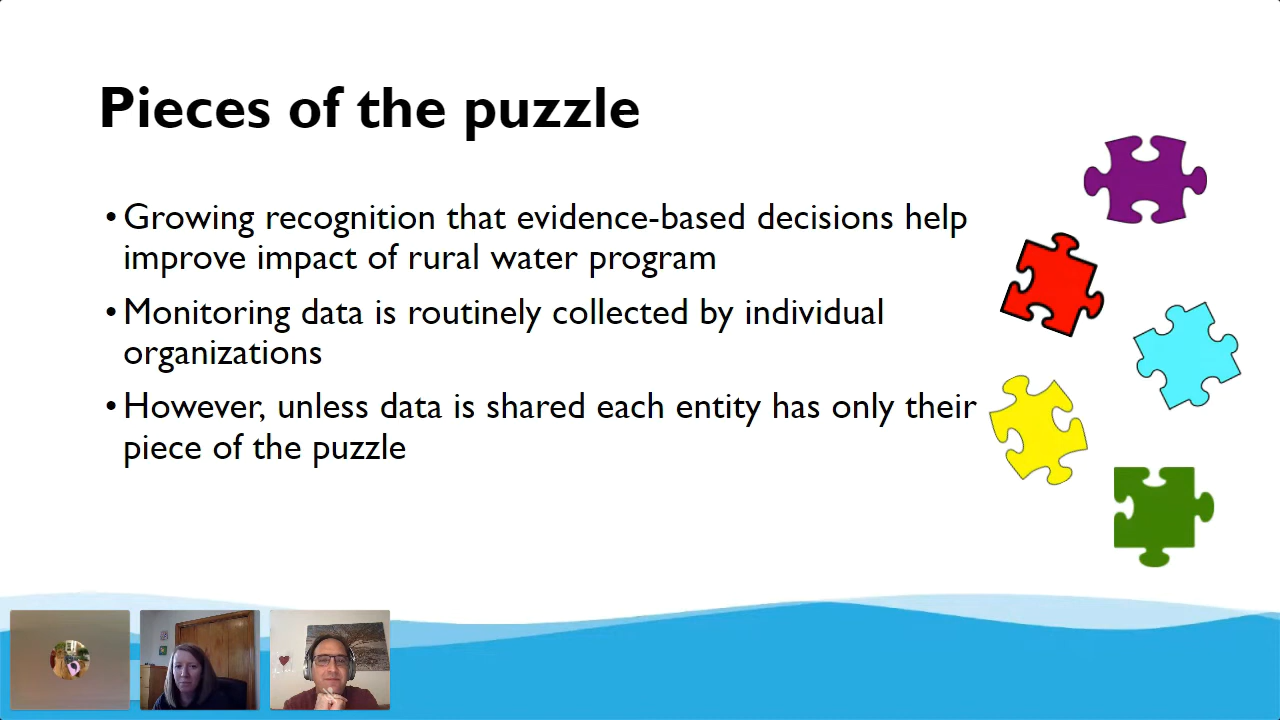 Pieces of the puzzle
• Growing recognition that evidence-based decisions help
improve impact of rural water program
• Monitoring data is routinely collected by individual
organizations
• However, unless data is shared each entity has only their
piece of the puzzle